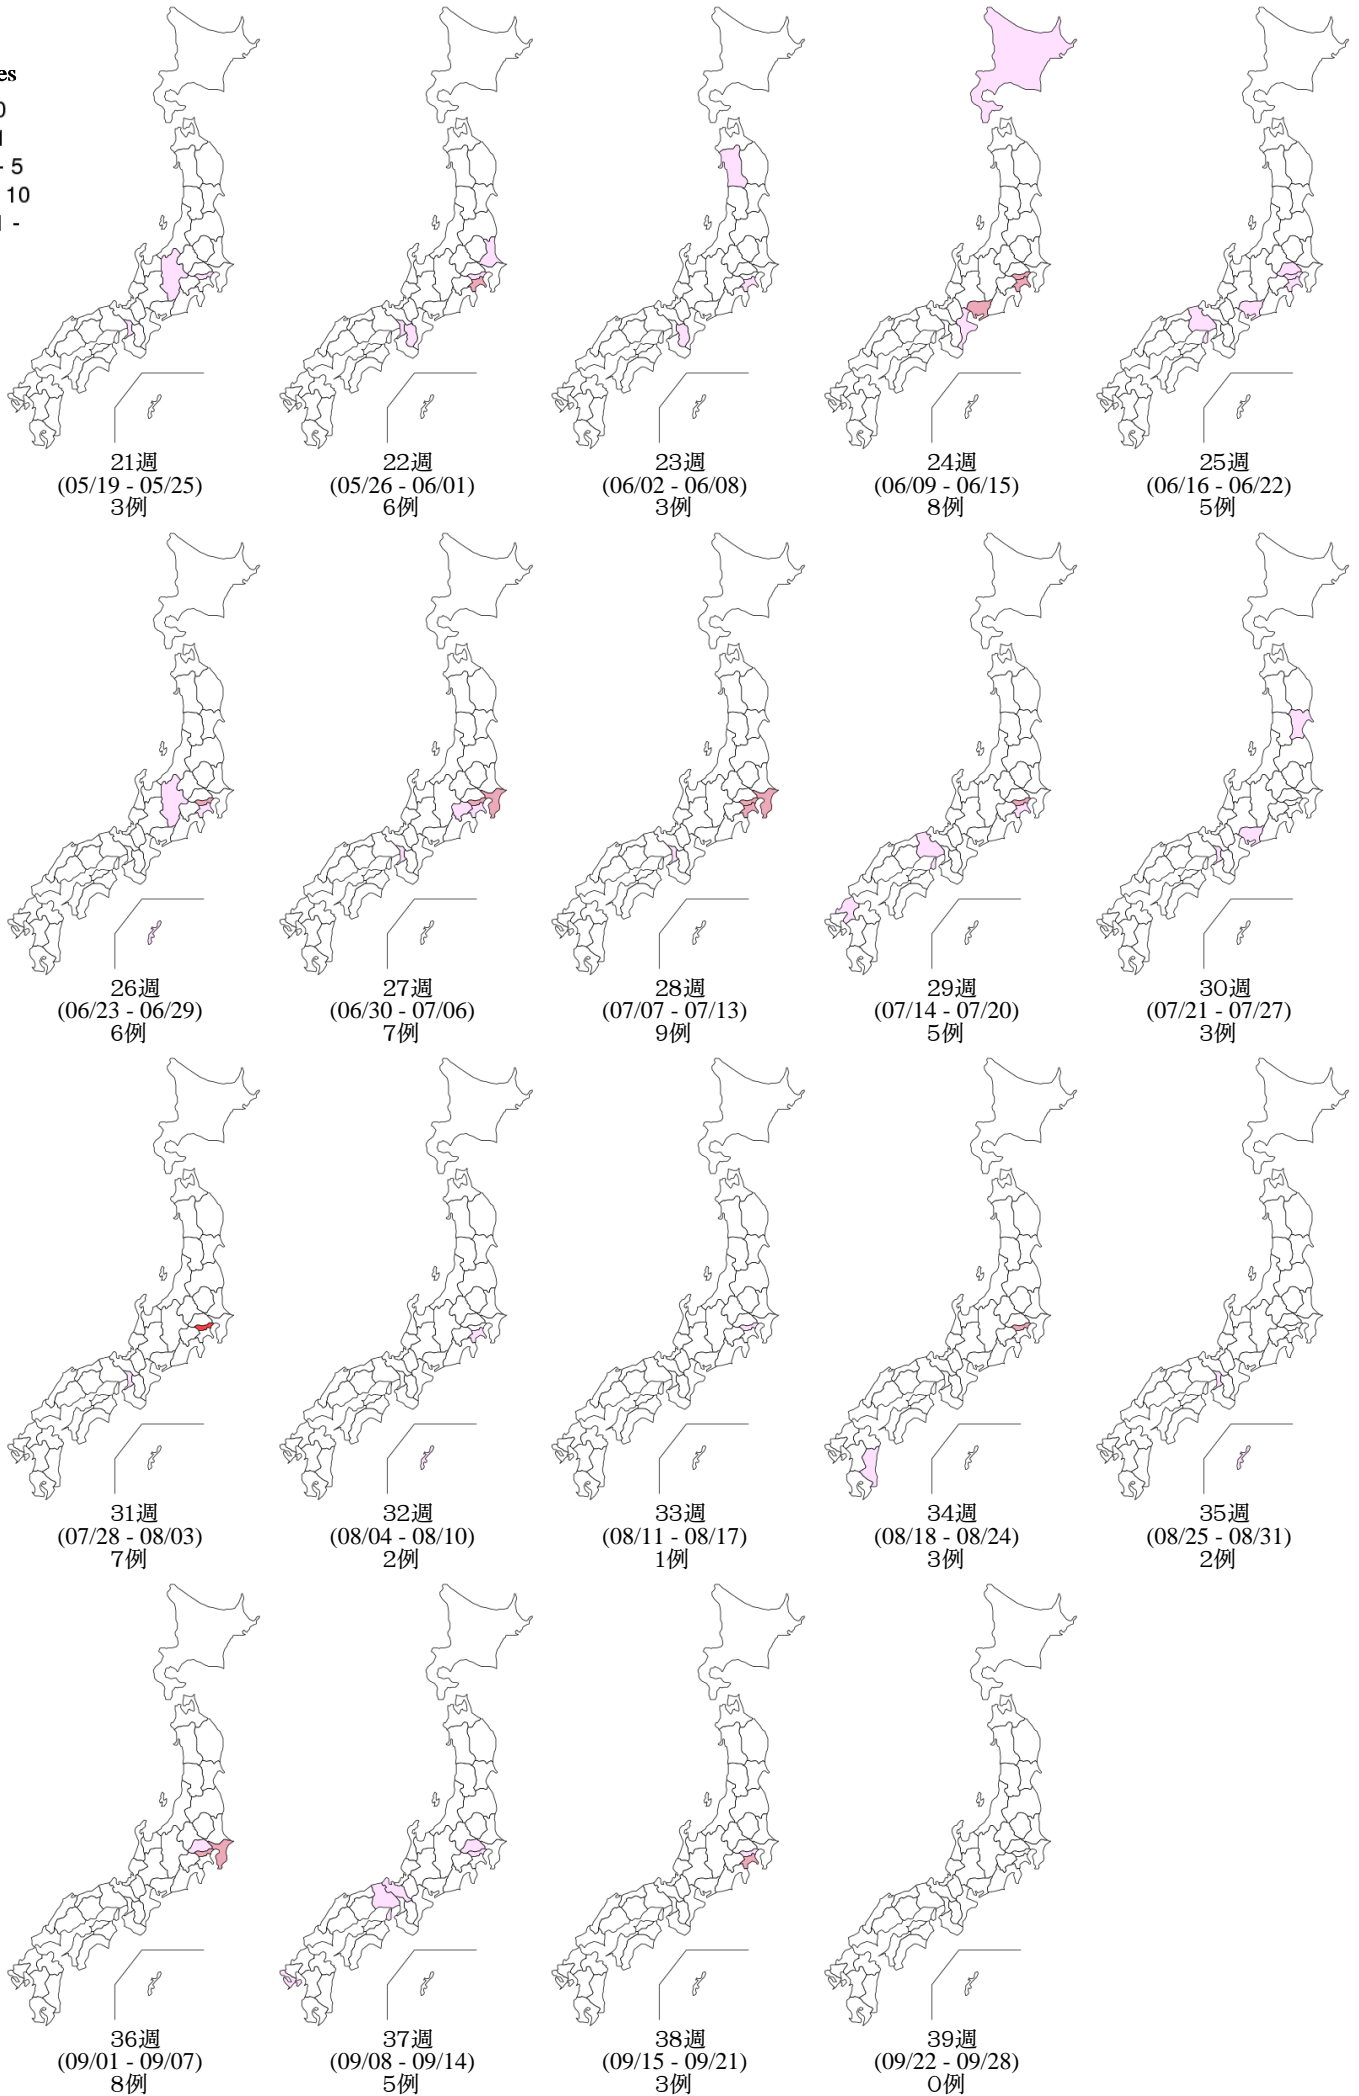 es
- 5
10
21週
(05/19 - 05/25)
3例
22週
(05/26 - 06/01)
6例
23週
(06/02 - 06/08)
3例
24週
(06/09 - 06/15)
8例
25週
(06/16 - 06/22)
5例
26週
(06/23 - 06/29)
6例
27週
(06/30 - 07/06)
7例
28週
(07/07 - 07/13)
9例
29週
(07/14 - 07/20)
5例
30週
(07/21 - 07/27)
3例
31週
(07/28 - 08/03)
7例
32週
(08/04 - 08/10)
2例
33週
(08/11 - 08/17)
1例
34週
(08/18 - 08/24)
3例
35週
(08/25 - 08/31)
2例
36週
(09/01 - 09/07)
8例
37週
(09/08 - 09/14)
5例
38週
(09/15 - 09/21)
3例
39週
(09/22 - 09/28)
0例